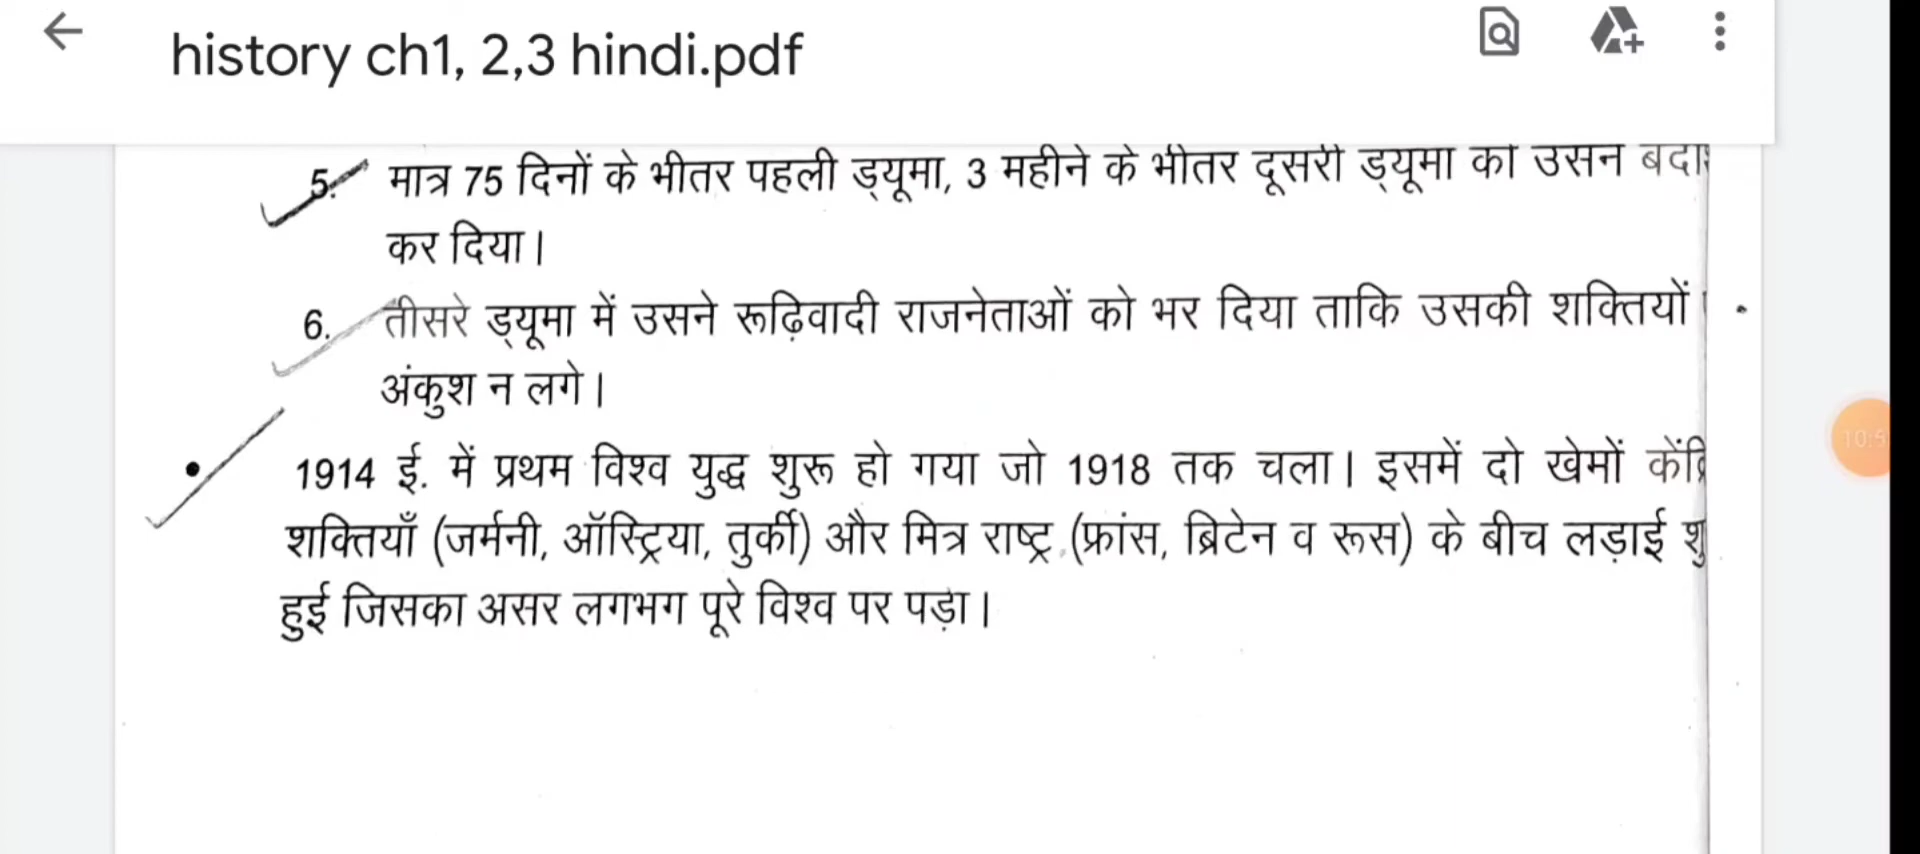 history ch1, 2,3 hindi.pdf
5. मात्र 75 दिनों के भीतर पहली ड्यूमा, 3 महीने के भीतर दूसरी ड्यूमा को उसने
कर दिया।
6. तीसरे ड्यूमा में उसने रूढ़िवादी राजनेताओं को भर दिया ताकि उसकी शक्तियों
अंकुश न लगे।
• 1914 ई. में प्रथम विश्व युद्ध शुरू हो गया जो 1918 तक चला। इसमें दो खेमों
शक्तियाँ (जर्मनी, ऑस्ट्रिया, तुर्की) और मित्र राष्ट्र (फ्रांस, ब्रिटेन व रूस) के बीच लड़ाई
हुई जिसका असर लगभग पूरे विश्व पर पड़ा।